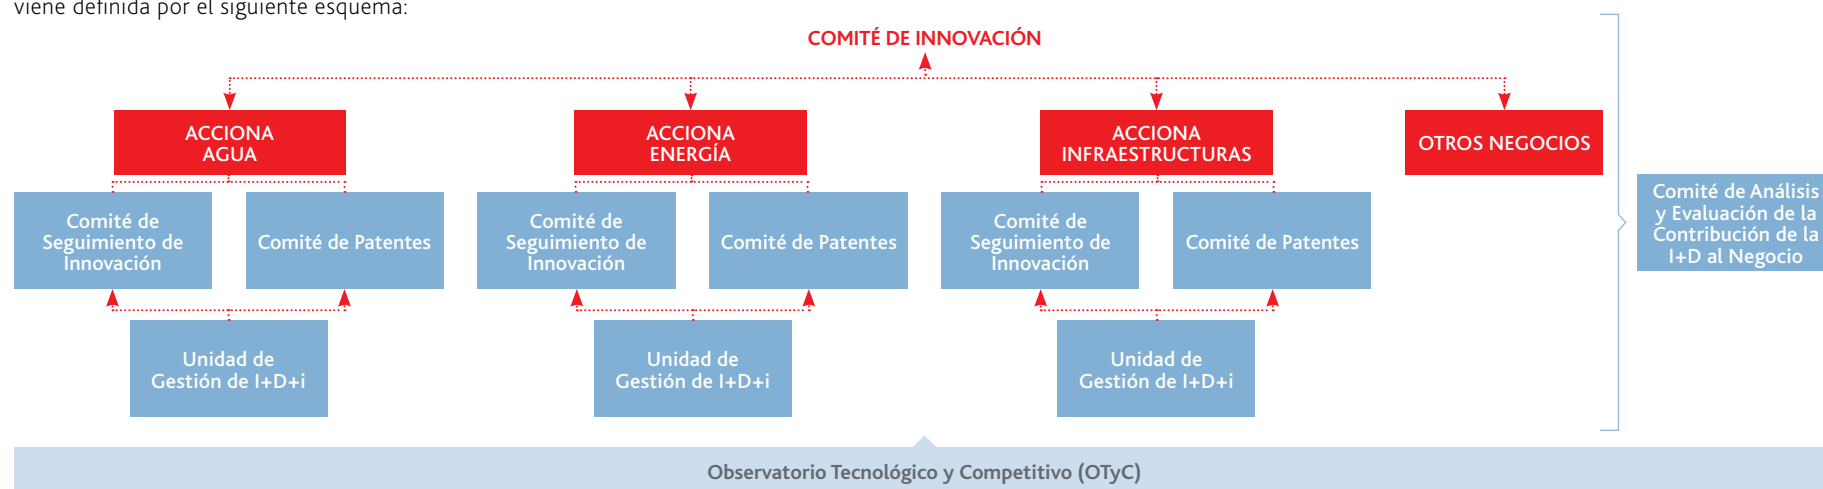 viene definida por el siguiente esquema:
COMITÉ DE INNOVACIÓN
ACCIONA
AGUA
ACCIONA
ENERGÍA
ACCIONA
INFRAESTRUCTURAS
OTROS NEGOCIOS
Comité de
Seguimiento de
Innovación
Comité de Patentes
Comité de
Seguimiento de
Innovación
Comité de Patentes
Comité de
Seguimiento de
Innovación
Comité de Patentes
Comité de Análisis
y Evaluación de la
Contribución de la
I+D al Negocio
Unidad de
Gestión de I+D+i
Unidad de
Gestión de I+D+i
Unidad de
Gestión de I+D+i
Observatorio Tecnológico y Competitivo (OTyC)